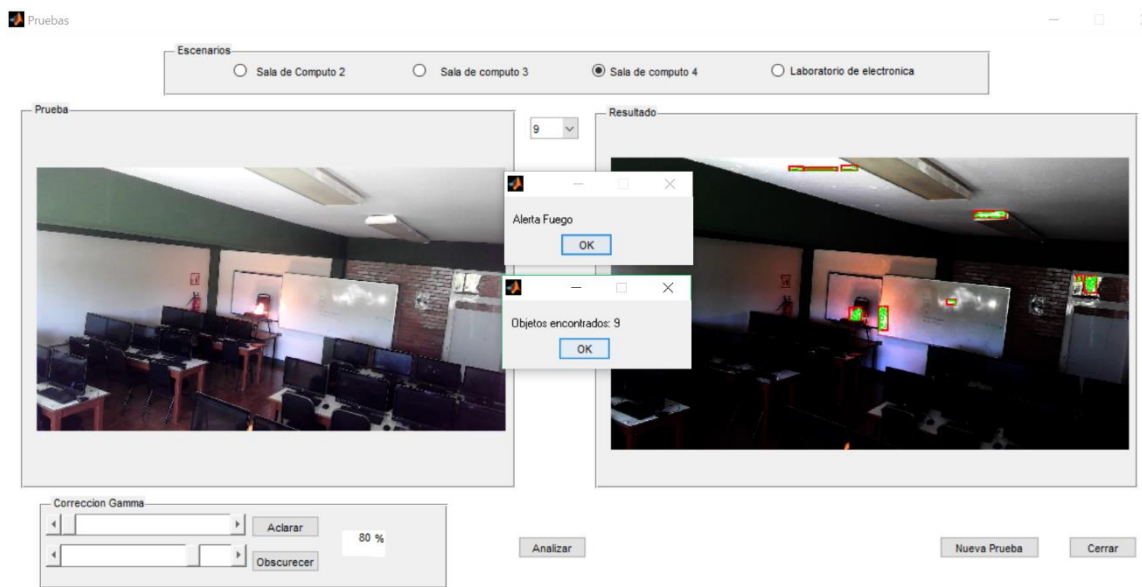 Pruebas
Escenarios
Sala de Computo 2
Sala de computo 3
Sala de computo 4
Laboratorio de electronica
Prueba
9
Resultado
Alerta Fuego
OK
Objetos encontrados: 9
OK
Correccion Gamma
Aclarar
80 %
Obscurecer
Analizar
Nueva Prueba
Cerrar